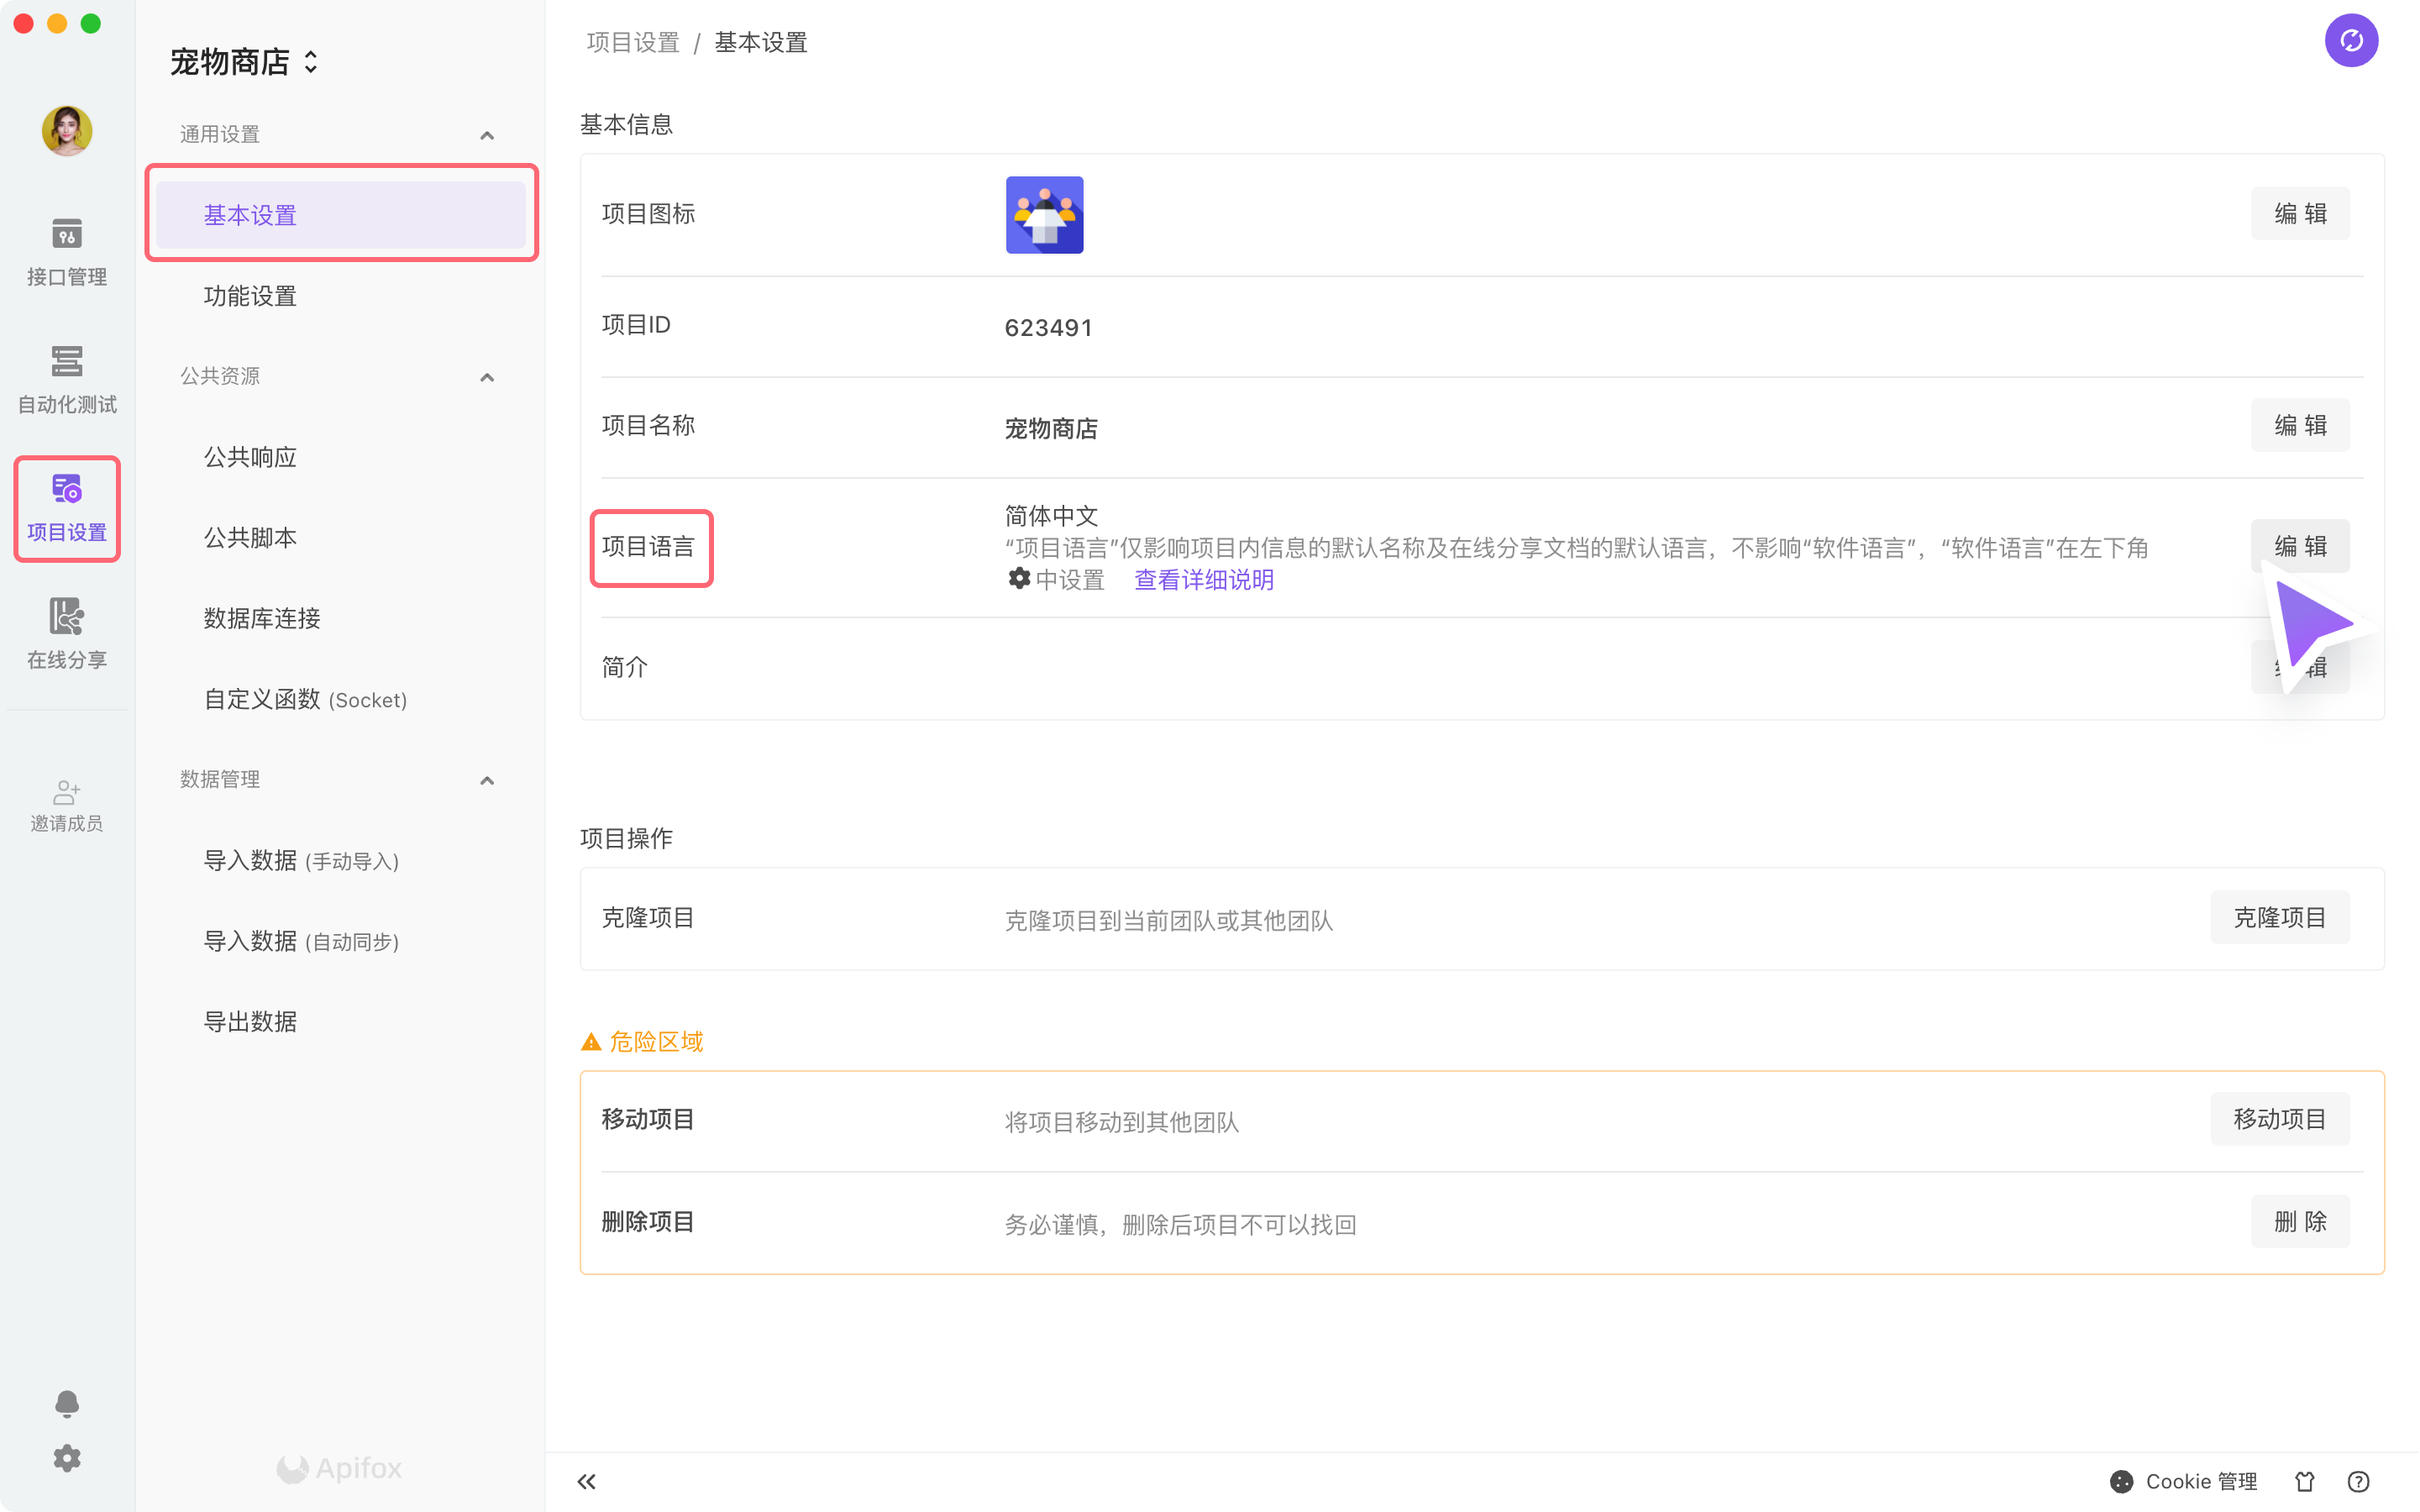 宠物商店
接口管理
自动化测试
项目设置
在线分享
邀请成员
通用设置
基本设置
功能设置
公共资源
公共响应
公共脚本
数据库连接
自定义函数 (Socket)
数据管理
导入数据 (手动导入)
导入数据 (自动同步)
导出数据
Apifox
项目设置 / 基本设置
基本信息
项目图标
编 辑
项目ID
623491
项目名称
宠物商店
编 辑
项目语言
简体中文
“项目语言”仅影响项目内信息的默认名称及在线分享文档的默认语言，不影响“软件语言”，“软件语言”在左下角
中设置 查看详细说明
编 辑
简介
编 辑
项目操作
克隆项目
克隆项目到当前团队或其他团队
克隆项目
危险区域
移动项目
将项目移动到其他团队
移动项目
删除项目
务必谨慎，删除后项目不可以找回
删 除
Cookie 管理